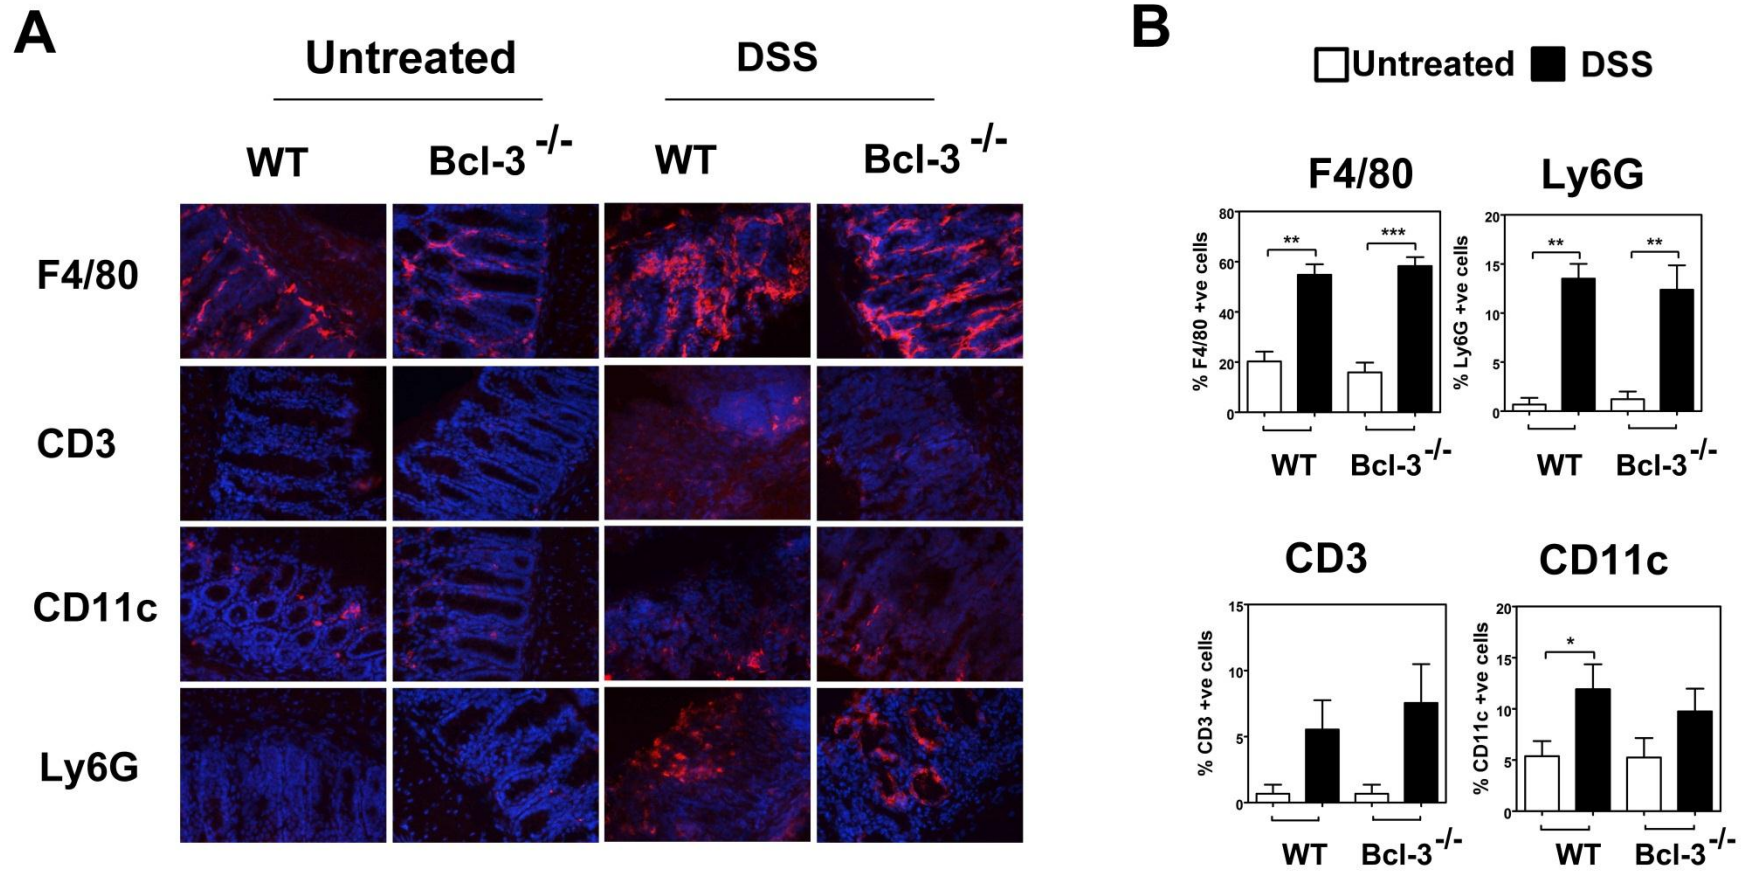 A
Untreated DSS
WT Bcl-3 -/- WT Bcl-3 -/-
F4/80
CD3
CD11c
Ly6G
B
Untreated DSS
F4/80
% F4/80 +ve cells
80
60
40
20
0
** ***
WT Bcl-3-/-
Ly6G
% Ly6G +ve cells
20
15
10
5
0
** **
WT Bcl-3-/-
CD3
% CD3 +ve cells
15
10
5
0
WT Bcl-3-/-
CD11c
% CD11c +ve cells
20
15
10
5
0
*
WT Bcl-3-/-